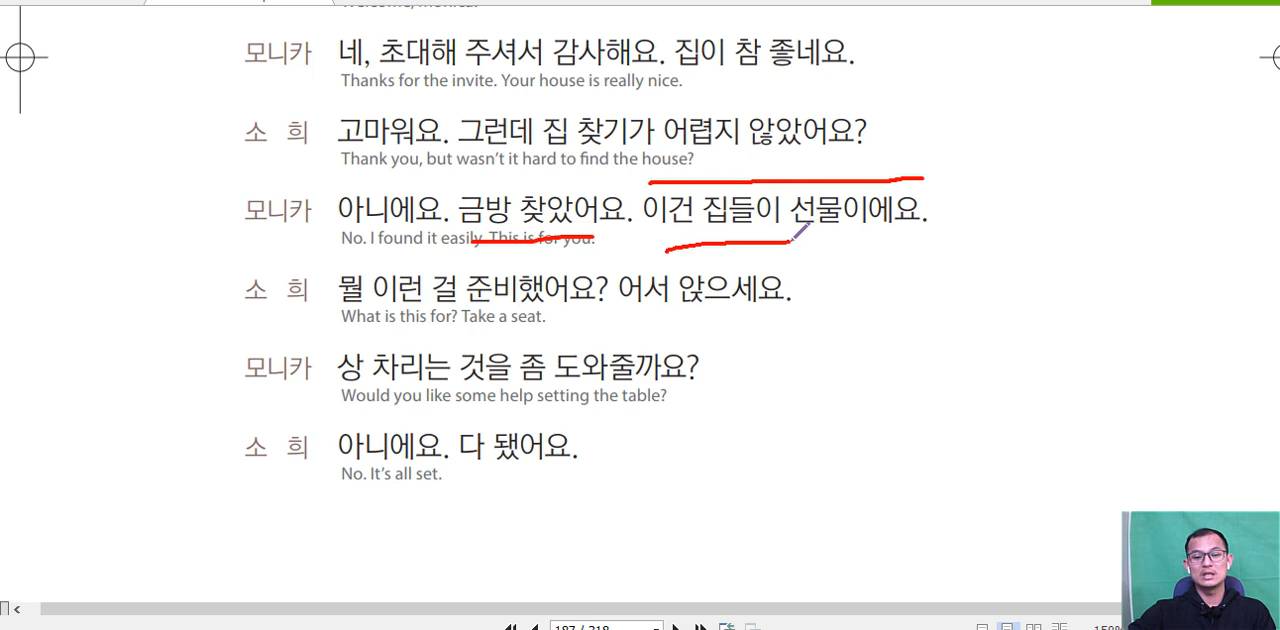 모니카 네, 초대해 주셔서 감사해요. 집이 참 좋네요.
Thanks for the invite. Your house is really nice.
소 희 고마워요. 그런데 집 찾기가 어렵지 않았어요?
Thank you, but wasn't it hard to find the house?
모니카 아니에요. 금방 찾았어요. 이건 집들이 선물이에요.
No. I found it easily. This is for you.
소 희 뭘 이런 걸 준비했어요? 어서 앉으세요.
What is this for? Take a seat.
모니카 상 차리는 것을 좀 도와줄까요?
Would you like some help setting the table?
소 희 아니에요. 다 됐어요.
No. It's all set.